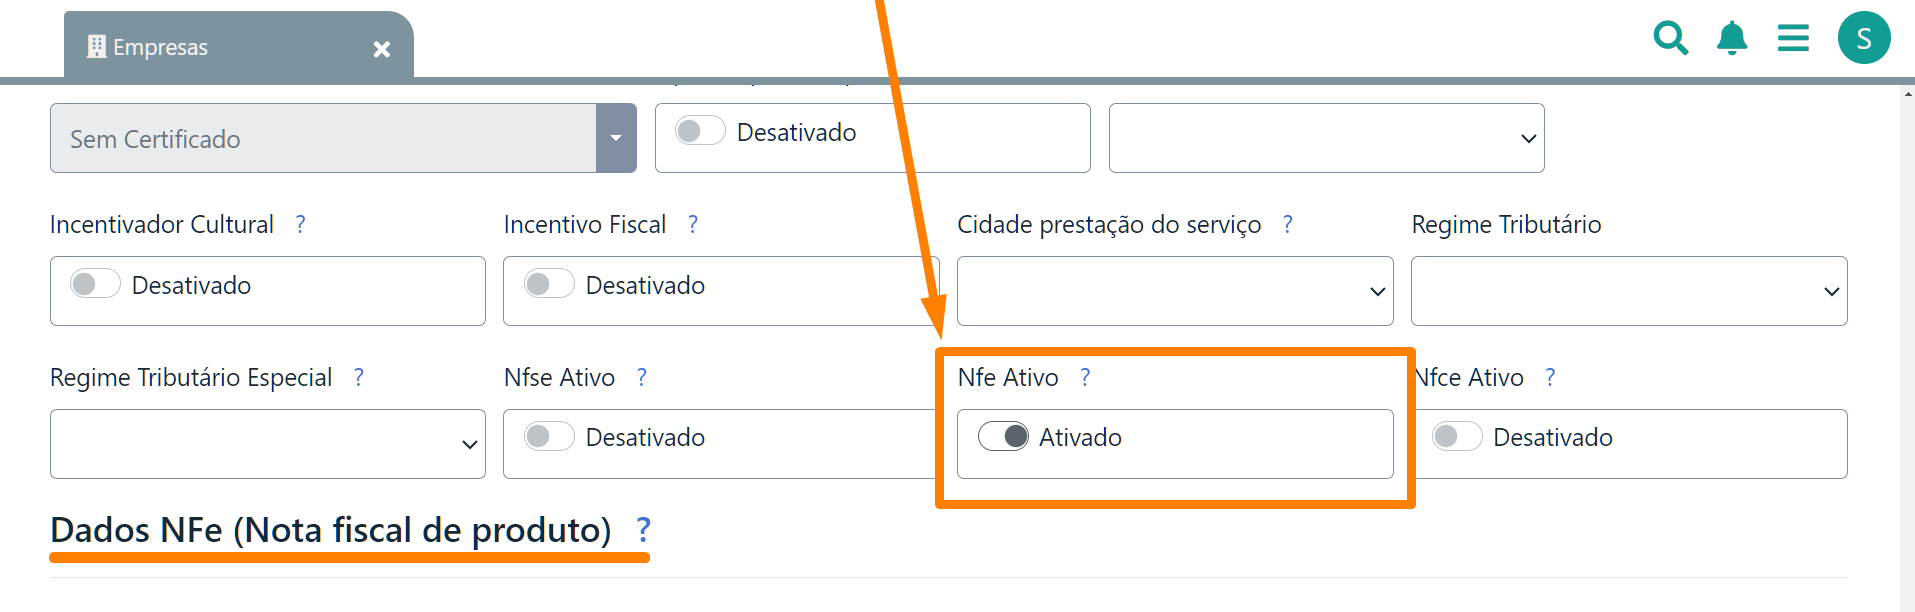 Empresas
S
Sem Certificado
Desativado
Incentivador Cultural ?
Incentivo Fiscal ?
Cidade prestação do serviço ?
Regime Tributário
Desativado
Desativado
Regime Tributário Especial ?
Nfse Ativo ?
Nfe Ativo ?
Nfce Ativo ?
Desativado
Ativado
Desativado
Dados NFe (Nota fiscal de produto) ?